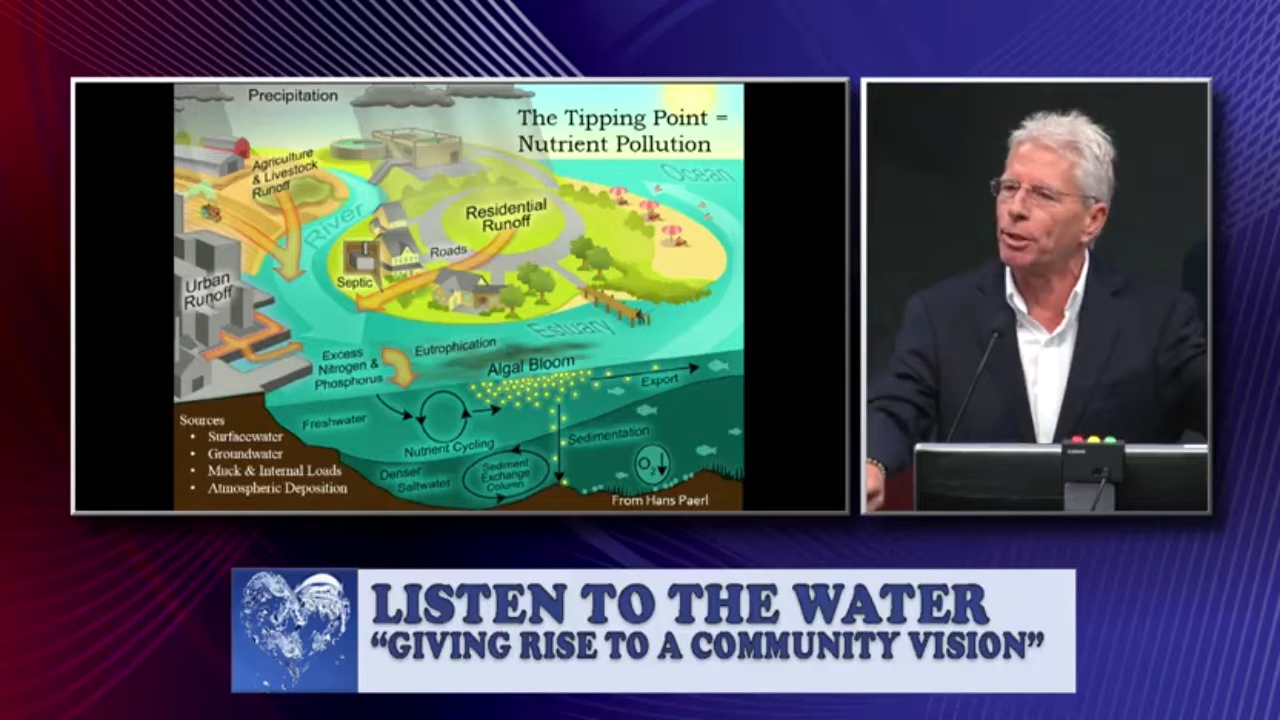 Precipitation
The Tipping Point =
Nutrient Pollution
Agriculture
& Livestock
Runoff
Ocean
River
Residential
Runoff
Roads
Septic
Urban
Runoff
Estuary
Excess
Nitrogen &
Phosphorus
Eutrophication
Algal Bloom
Export
Sources
• Surfacewater
• Groundwater
• Muck & Internal Loads
• Atmospheric Deposition
Freshwater
Nutrient Cycling
Sedimentation
Denser
Saltwater
Sediment
Exchange
Column
O2
From Hans Paerl
LISTEN TO THE WATER
“GIVING RISE TO A COMMUNITY VISION”